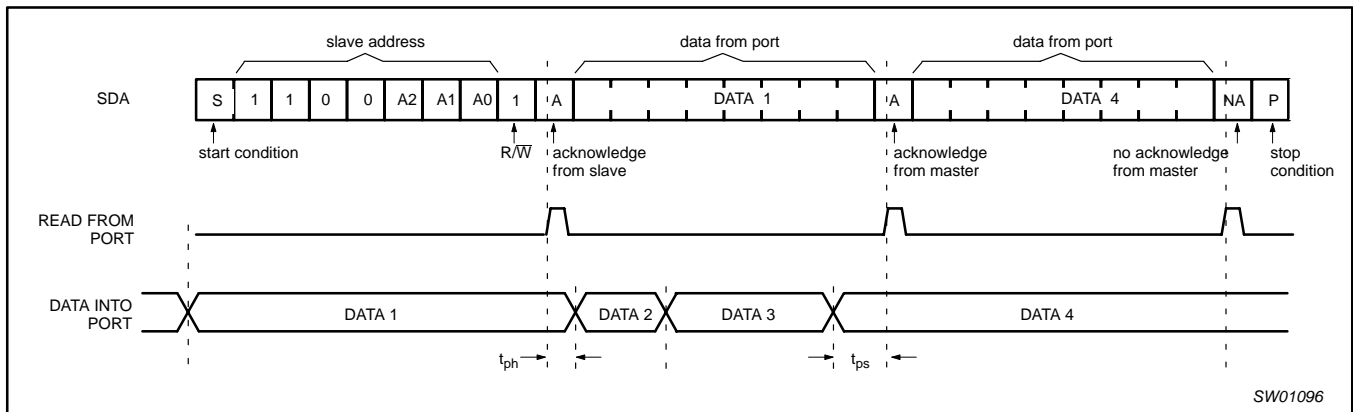 slave address
data from port
data from port
SDA
S 1 1 0 0 A2 A1 A0 1 A DATA 1 A DATA 4 NA P
start condition
R/W̅
acknowledge
from slave
acknowledge
from master
no acknowledge
from master
stop
condition
READ FROM
PORT
DATA INTO
PORT
DATA 1
DATA 2
DATA 3
DATA 4
tph
tps
SW01096